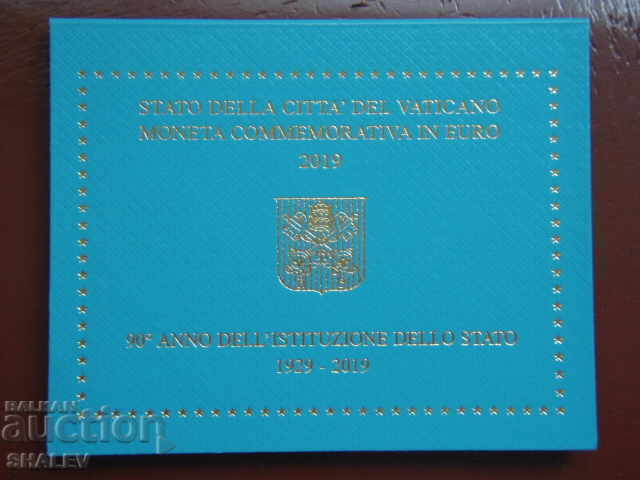 STATO DELLA CITTA' DEL VATICANO
MONETA COMMEMORATIVA IN EURO
2019
90° ANNO DELL'ISTITUZIONE DELLO STATO
1929 - 2019
BALKAN
auction
SHALEV